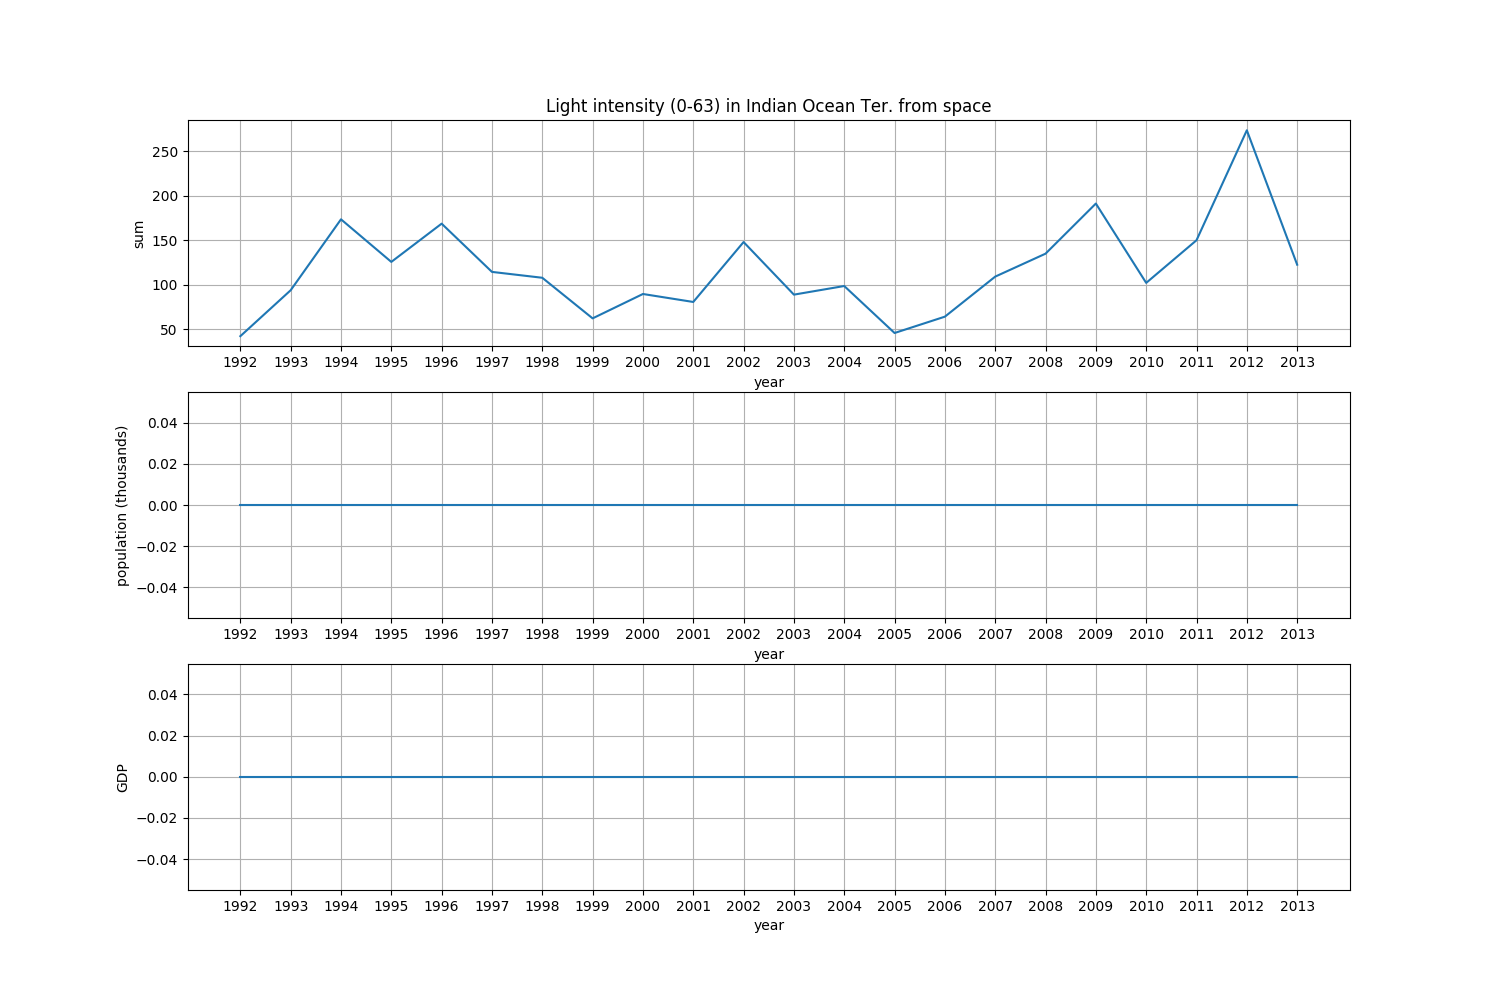 Light intensity (0-63) in Indian Ocean Ter. from space
250
200
150
100
50
sum
1992 1993 1994 1995 1996 1997 1998 1999 2000 2001 2002 2003 2004 2005 2006 2007 2008 2009 2010 2011 2012 2013
year
0.04
0.02
0.00
−0.02
−0.04
population (thousands)
1992 1993 1994 1995 1996 1997 1998 1999 2000 2001 2002 2003 2004 2005 2006 2007 2008 2009 2010 2011 2012 2013
year
0.04
0.02
0.00
−0.02
−0.04
GDP
1992 1993 1994 1995 1996 1997 1998 1999 2000 2001 2002 2003 2004 2005 2006 2007 2008 2009 2010 2011 2012 2013
year